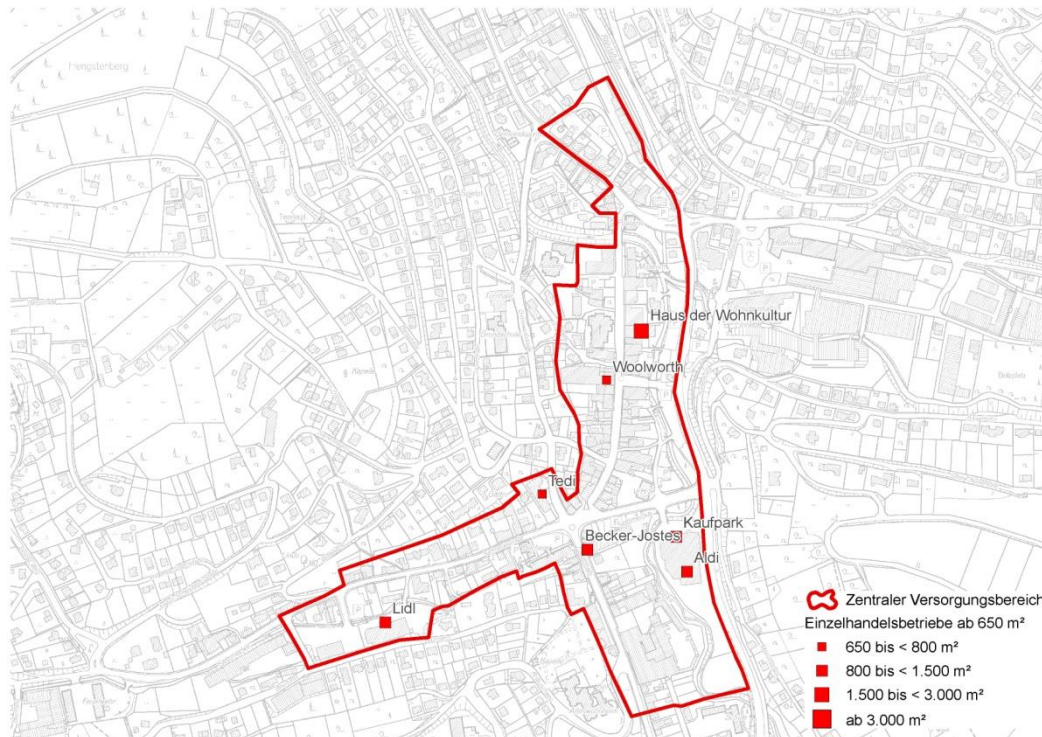 Hengstenberg
Haus der Wohnkultur
Woolworth
Tedi
Kaufpark
Becker-Jostes
Aldi
Lidl
Zentraler Versorgungsbereich
Einzelhandelsbetriebe ab 650 m²
650 bis < 800 m²
800 bis < 1.500 m²
1.500 bis < 3.000 m²
ab 3.000 m²